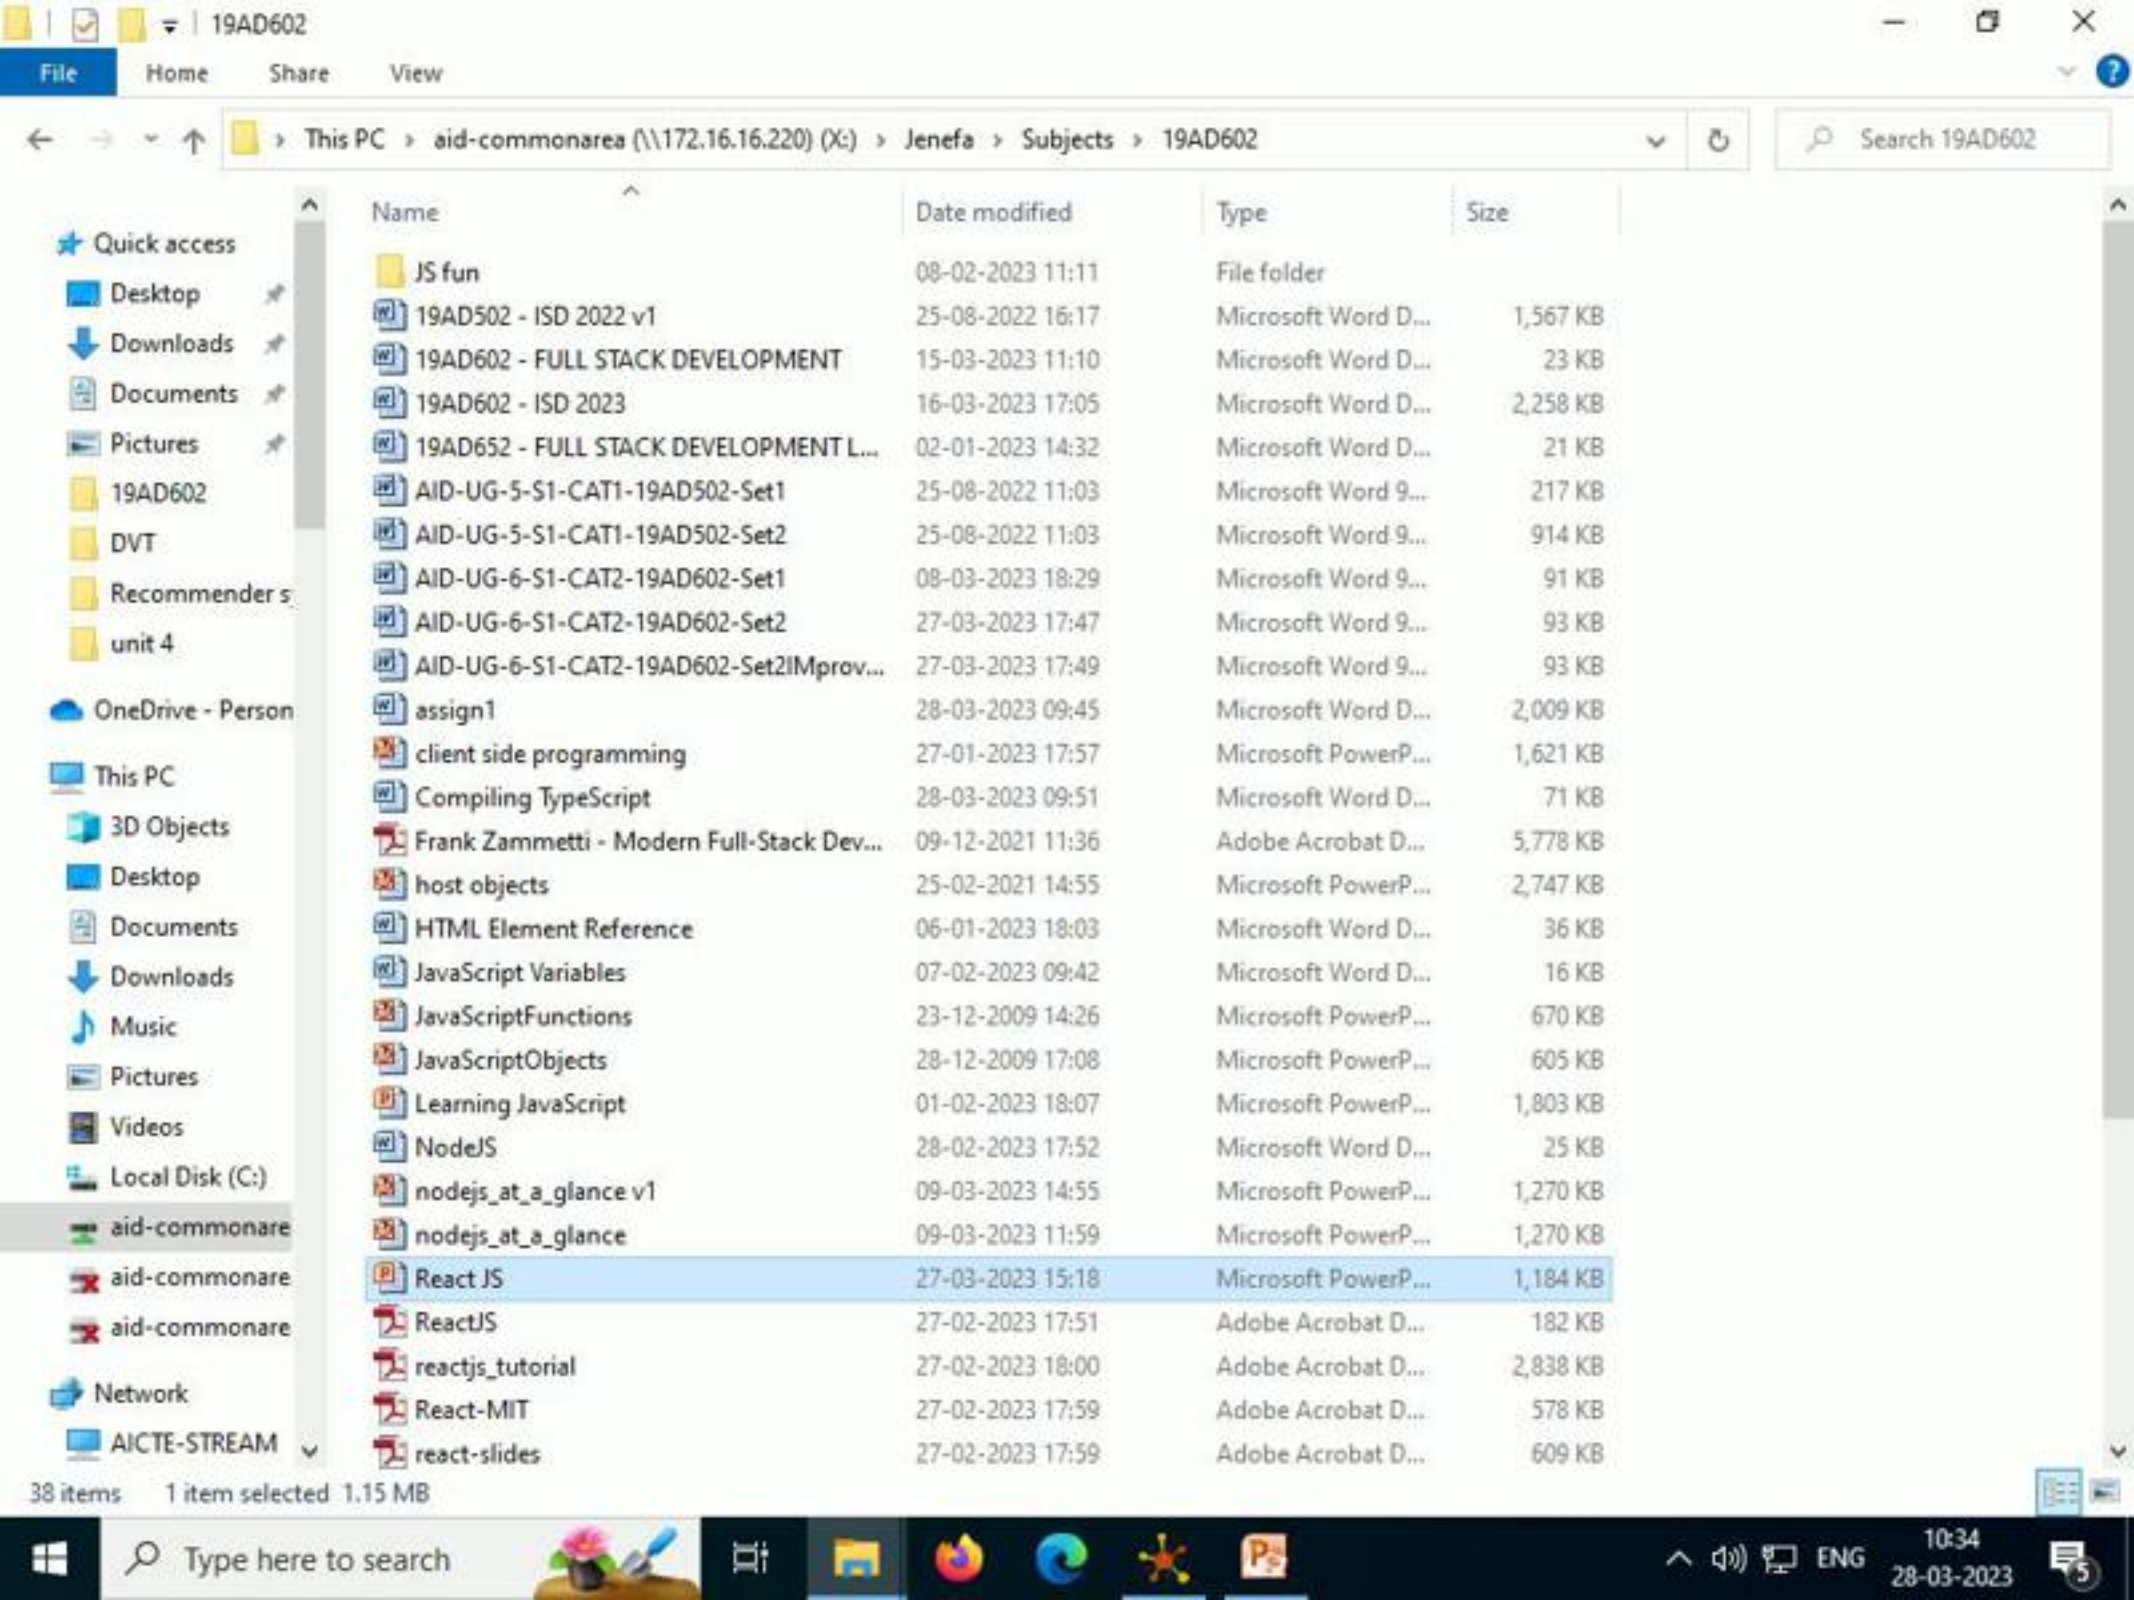 19AD602
File Home Share View
This PC > aid-commonarea (\\172.16.16.220) (X:) > Jenefa > Subjects > 19AD602
Search 19AD602
Quick access
Desktop
Downloads
Documents
Pictures
19AD602
DVT
Recommender s
unit 4
OneDrive - Person
This PC
3D Objects
Desktop
Documents
Downloads
Music
Pictures
Videos
Local Disk (C:)
aid-commonare
aid-commonare
aid-commonare
Network
AICTE-STREAM
Name Date modified Type Size
JS fun 08-02-2023 11:11 File folder
19AD502 - ISD 2022 v1 25-08-2022 16:17 Microsoft Word D... 1,567 KB
19AD602 - FULL STACK DEVELOPMENT 15-03-2023 11:10 Microsoft Word D... 23 KB
19AD602 - ISD 2023 16-03-2023 17:05 Microsoft Word D... 2,258 KB
19AD652 - FULL STACK DEVELOPMENT L... 02-01-2023 14:32 Microsoft Word D... 21 KB
AID-UG-5-S1-CAT1-19AD502-Set1 25-08-2022 11:03 Microsoft Word 9... 217 KB
AID-UG-5-S1-CAT1-19AD502-Set2 25-08-2022 11:03 Microsoft Word 9... 914 KB
AID-UG-6-S1-CAT2-19AD602-Set1 08-03-2023 18:29 Microsoft Word 9... 91 KB
AID-UG-6-S1-CAT2-19AD602-Set2 27-03-2023 17:47 Microsoft Word 9... 93 KB
AID-UG-6-S1-CAT2-19AD602-Set2IMprov... 27-03-2023 17:49 Microsoft Word 9... 93 KB
assign1 28-03-2023 09:45 Microsoft Word D... 2,009 KB
client side programming 27-01-2023 17:57 Microsoft PowerP... 1,621 KB
Compiling TypeScript 28-03-2023 09:51 Microsoft Word D... 71 KB
Frank Zammetti - Modern Full-Stack Dev... 09-12-2021 11:36 Adobe Acrobat D... 5,778 KB
host objects 25-02-2021 14:55 Microsoft PowerP... 2,747 KB
HTML Element Reference 06-01-2023 18:03 Microsoft Word D... 36 KB
JavaScript Variables 07-02-2023 09:42 Microsoft Word D... 16 KB
JavaScriptFunctions 23-12-2009 14:26 Microsoft PowerP... 670 KB
JavaScriptObjects 28-12-2009 17:08 Microsoft PowerP... 605 KB
Learning JavaScript 01-02-2023 18:07 Microsoft PowerP... 1,803 KB
NodeJS 28-02-2023 17:52 Microsoft Word D... 25 KB
nodejs_at_a_glance v1 09-03-2023 14:55 Microsoft PowerP... 1,270 KB
nodejs_at_a_glance 09-03-2023 11:59 Microsoft PowerP... 1,270 KB
React JS 27-03-2023 15:18 Microsoft PowerP... 1,184 KB
ReactJS 27-02-2023 17:51 Adobe Acrobat D... 182 KB
reactjs_tutorial 27-02-2023 18:00 Adobe Acrobat D... 2,838 KB
React-MIT 27-02-2023 17:59 Adobe Acrobat D... 578 KB
react-slides 27-02-2023 17:59 Adobe Acrobat D... 609 KB
38 items 1 item selected 1.15 MB
Type here to search
ENG
10:34
28-03-2023
5